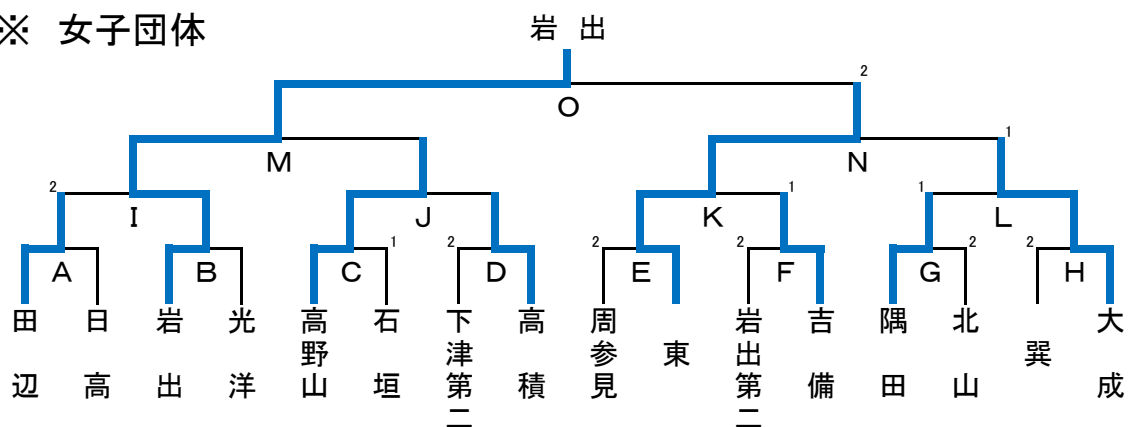 ※ 女子団体
岩出
2
O
M
N
1
2
I
J
K
1
1
L
A
B
C
1
2
D
2
E
2
F
G
2
2
H
田辺
日高
岩出
光洋
高野山
石垣
下津第二
高積
周参見
東
岩出第二
吉備
隅田
北山
巽
大成